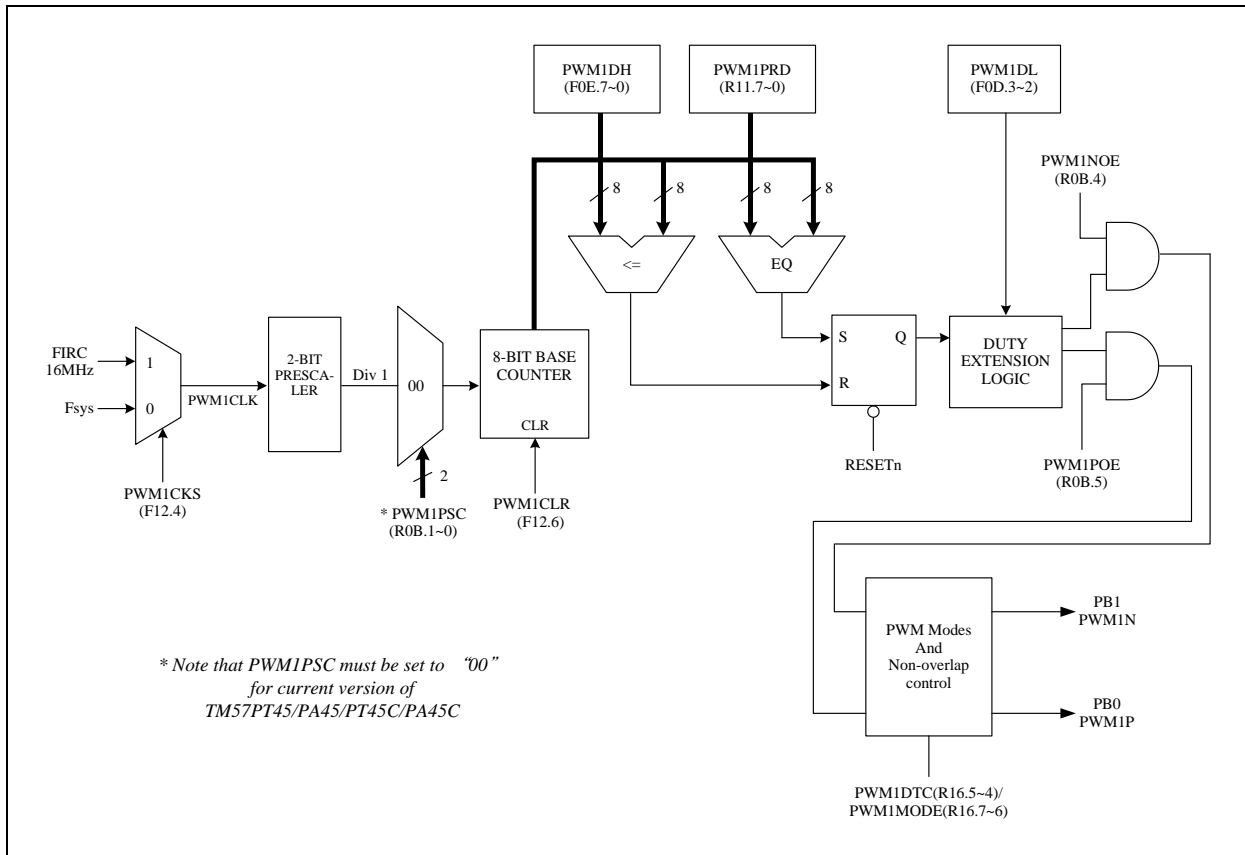 PWM1DH
(F0E.7~0)
PWM1PRD
(R11.7~0)
PWM1DL
(F0D.3~2)
PWM1NOE
(R0B.4)
8
8
8
8
<=
EQ
FIRC
16MHz
Fsys
1
0
PWM1CLK
PWM1CKS
(F12.4)
2-BIT
PRESCA-
LER
Div 1
00
2
* PWM1PSC
(R0B.1~0)
8-BIT BASE
COUNTER
CLR
PWM1CLR
(F12.6)
S
Q
R
RESETn
DUTY
EXTENSION
LOGIC
PWM1POE
(R0B.5)
PWM Modes
And
Non-overlap
control
PB1
PWM1N
PB0
PWM1P
PWM1DTC(R16.5~4)/
PWM1MODE(R16.7~6)
* Note that PWM1PSC must be set to “00”
for current version of
TM57PT45/PA45/PT45C/PA45C